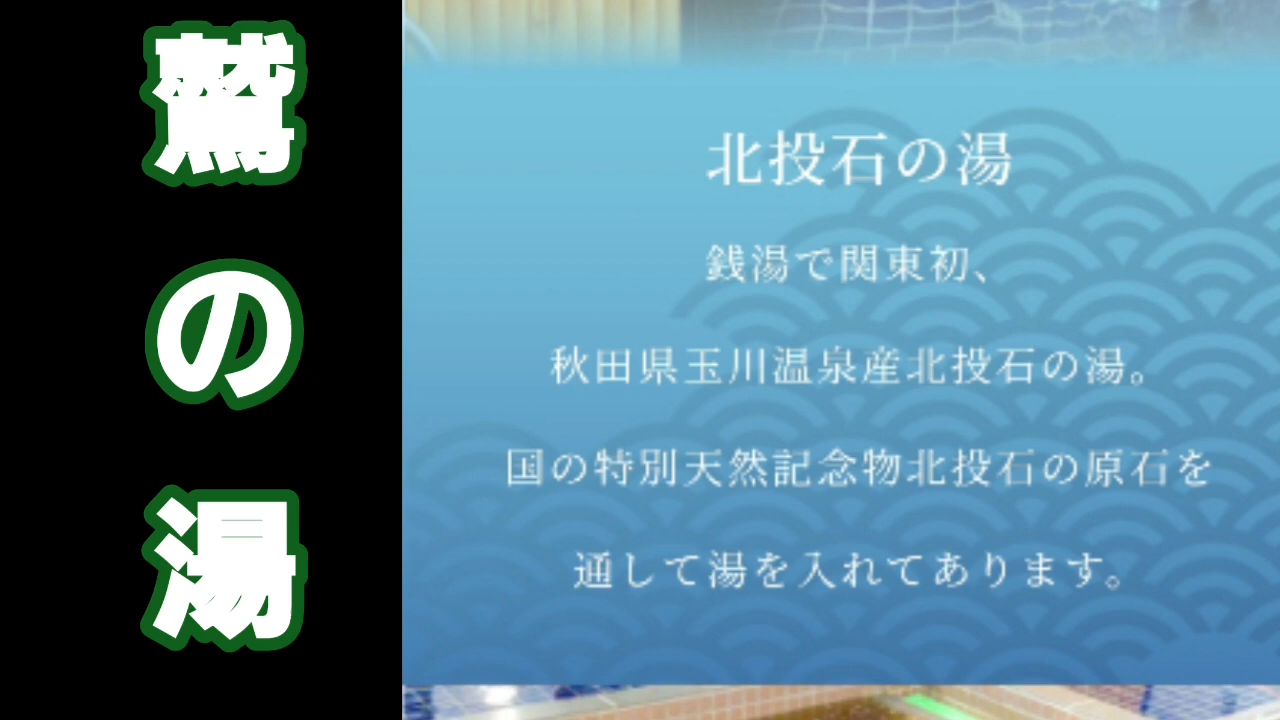 鷲の湯
北投石の湯
銭湯で関東初、
秋田県玉川温泉産北投石の湯。
国の特別天然記念物北投石の原石を
通して湯を入れてあります。